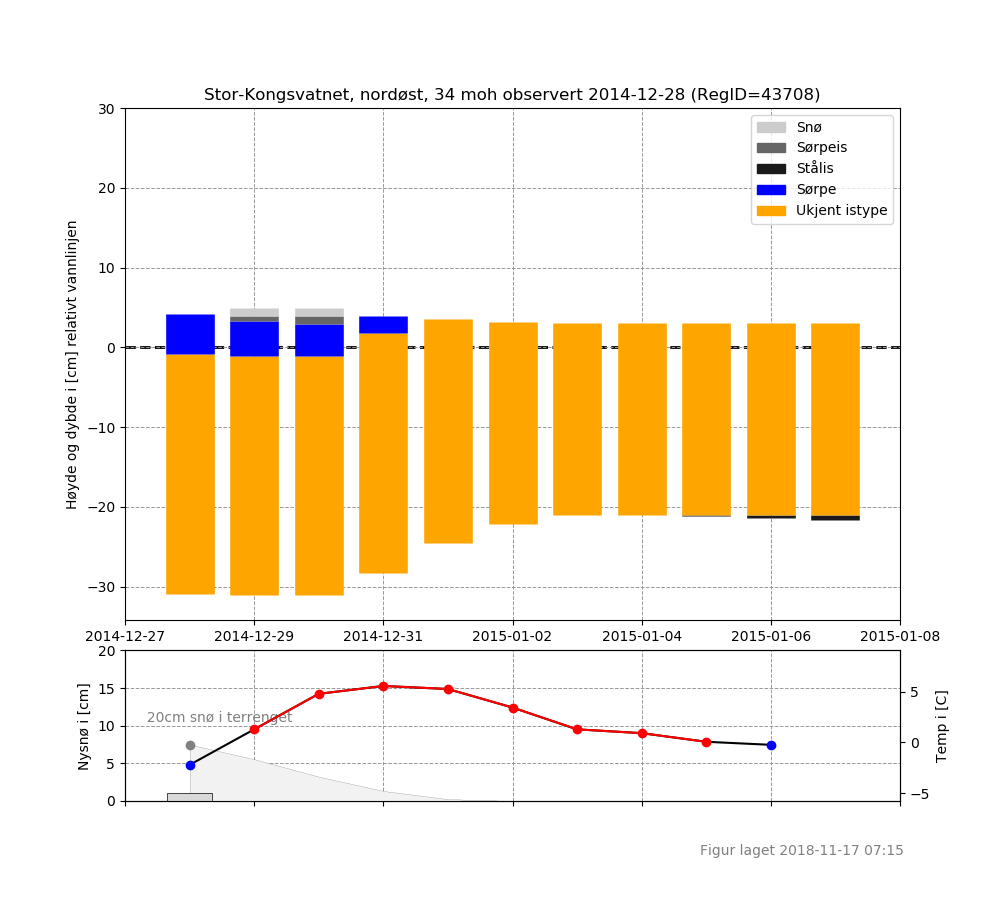 Stor-Kongsvatnet, nordøst, 34 moh observert 2014-12-28 (RegID=43708)
30
20
10
0
−10
−20
−30
Høyde og dybde i [cm] relativt vannlinjen
Snø
Sørpeis
Stålis
Sørpe
Ukjent istype
2014-12-27 2014-12-29 2014-12-31 2015-01-02 2015-01-04 2015-01-06 2015-01-08
20
15
10
5
0
Nysnø i [cm]
20cm snø i terrenget
5
0
−5
Temp i [C]
Figur laget 2018-11-17 07:15